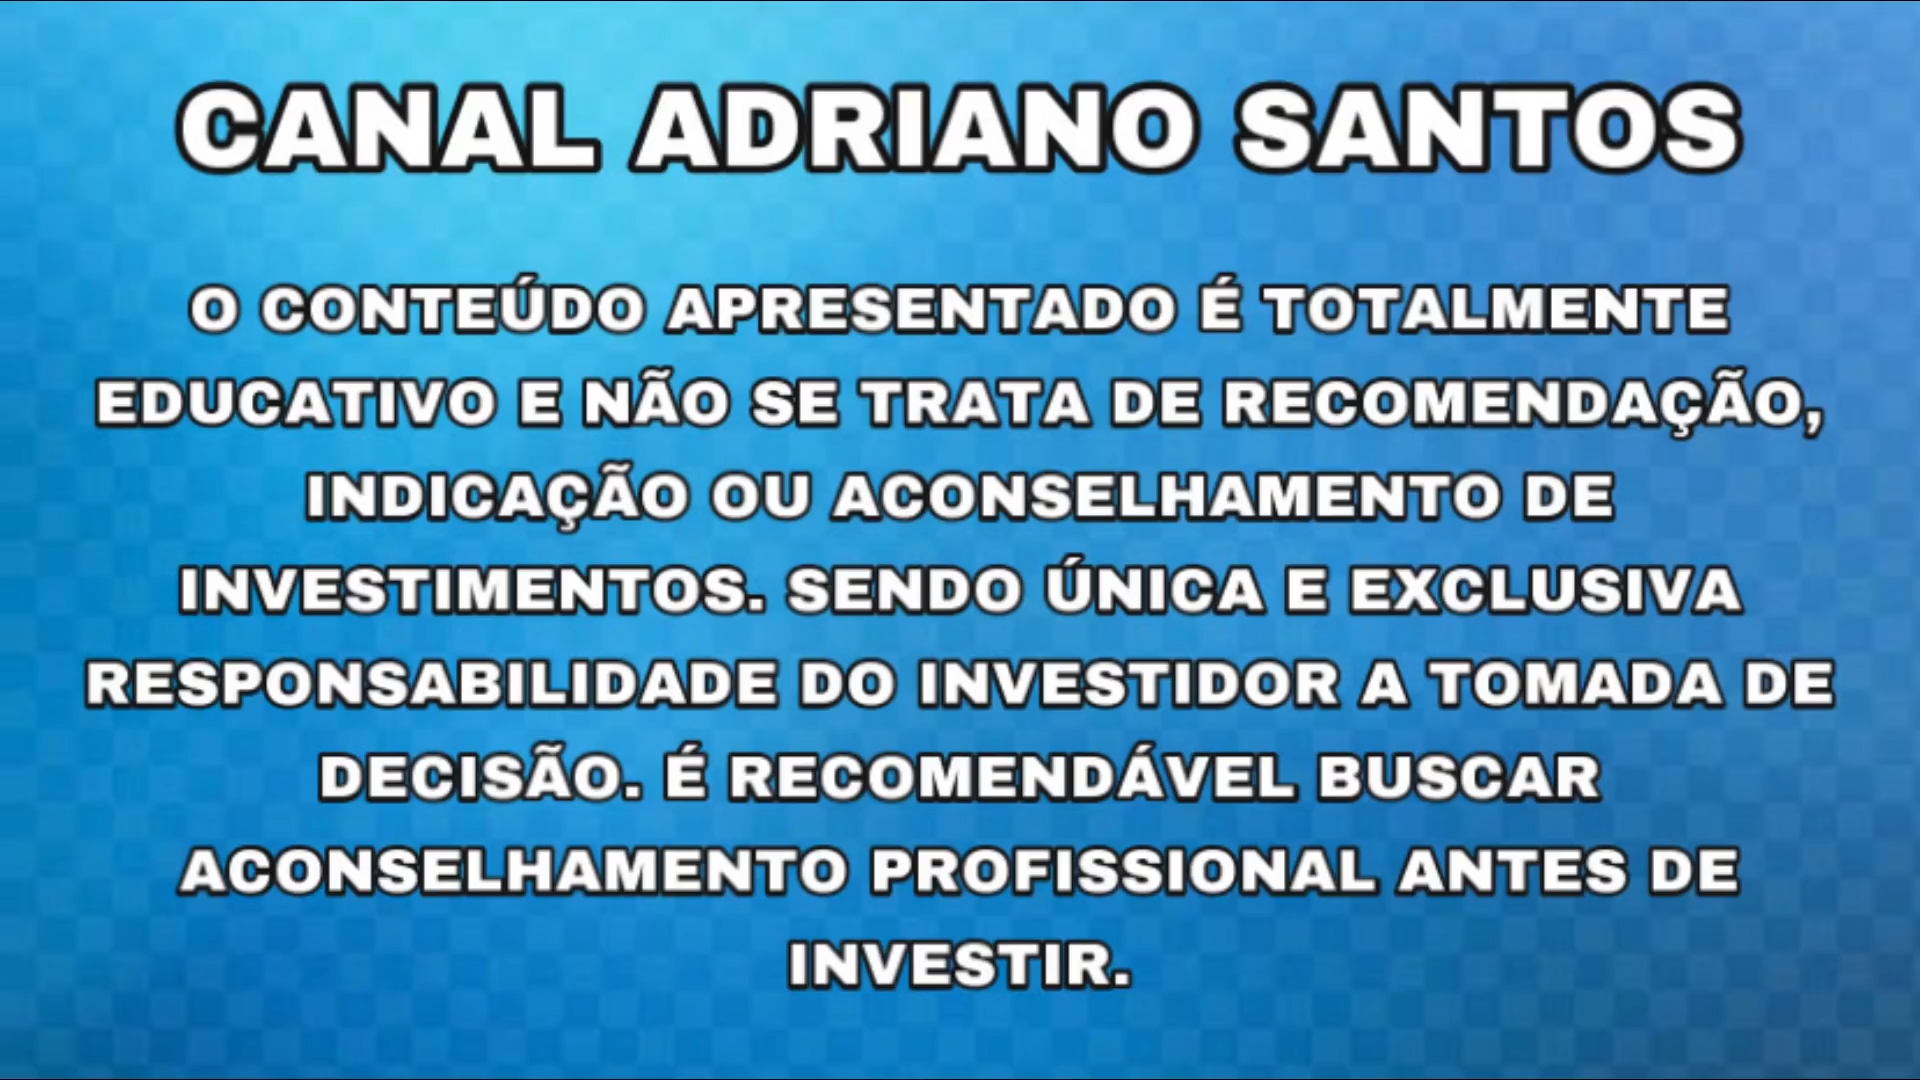 CANAL ADRIANO SANTOS
O CONTEÚDO APRESENTADO É TOTALMENTE
EDUCATIVO E NÃO SE TRATA DE RECOMENDAÇÃO,
INDICAÇÃO OU ACONSELHAMENTO DE
INVESTIMENTOS. SENDO ÚNICA E EXCLUSIVA
RESPONSABILIDADE DO INVESTIDOR A TOMADA DE
DECISÃO. É RECOMENDÁVEL BUSCAR
ACONSELHAMENTO PROFISSIONAL ANTES DE
INVESTIR.